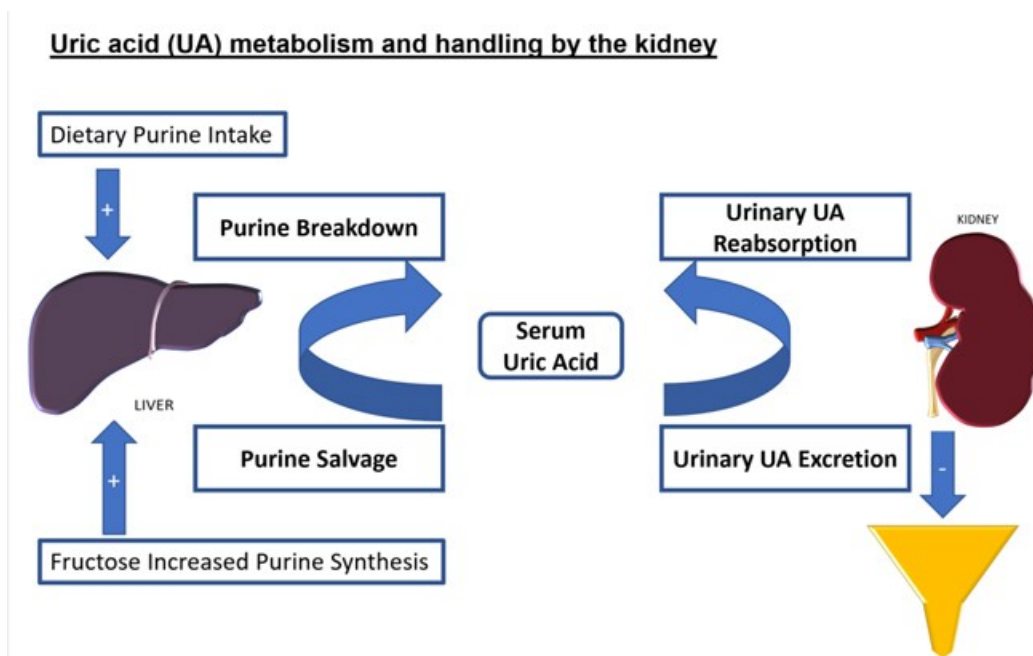 Uric acid (UA) metabolism and handling by the kidney
Dietary Purine Intake
+
Purine Breakdown
Urinary UA
Reabsorption
KIDNEY
Serum
Uric Acid
LIVER
+
Purine Salvage
Urinary UA Excretion
-
Fructose Increased Purine Synthesis